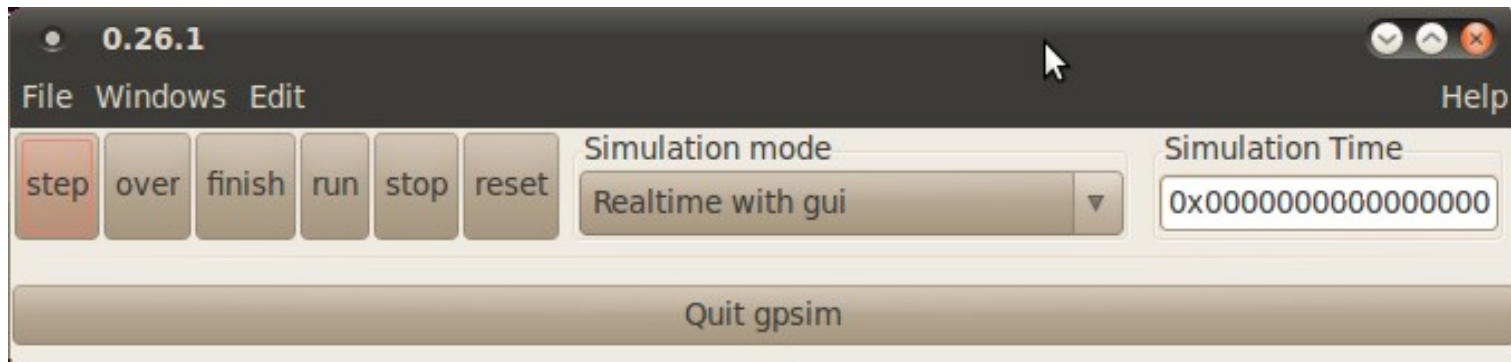 0.26.1
File Windows Edit Help
Simulation mode Simulation Time
step over finish run stop reset Realtime with gui 0x0000000000000000
Quit gpsim